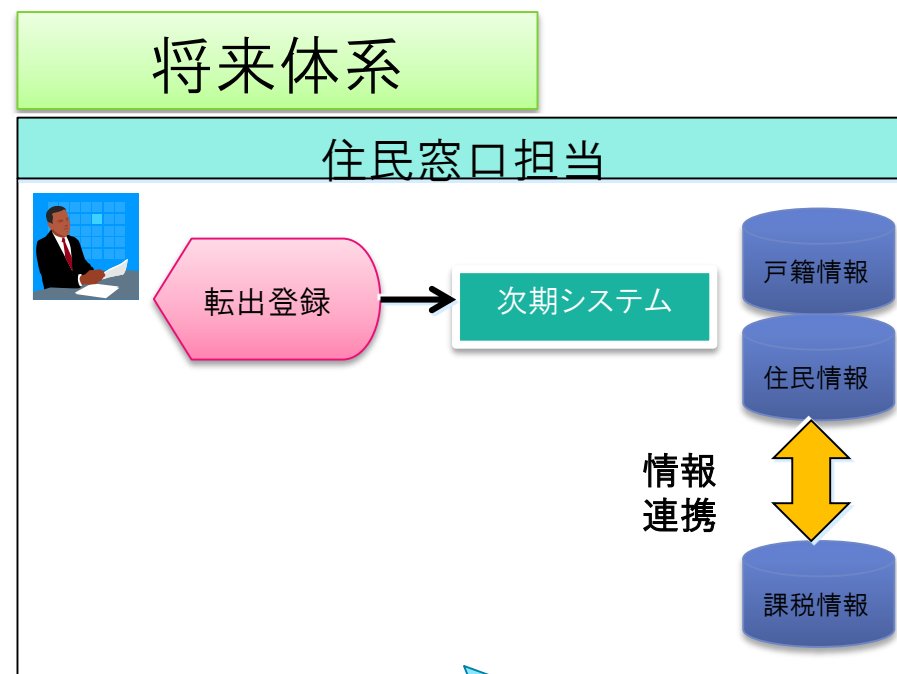 将来体系
住民窓口担当
転出登録
次期システム
戸籍情報
住民情報
情報
連携
課税情報